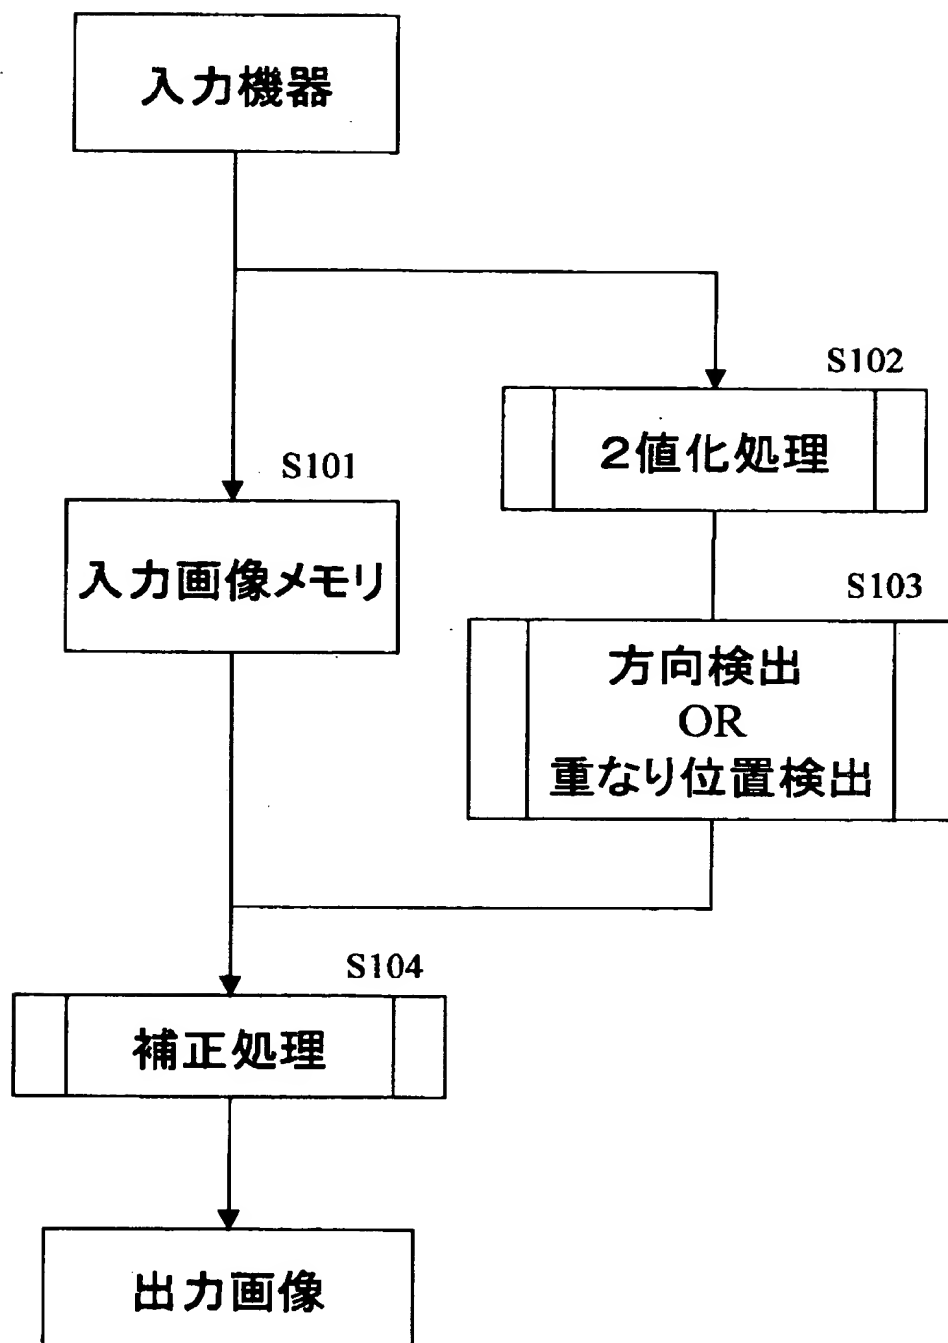 入力機器
S102
2値化処理
S101
入力画像メモリ
S103
方向検出
OR
重なり位置検出
S104
補正処理
出力画像